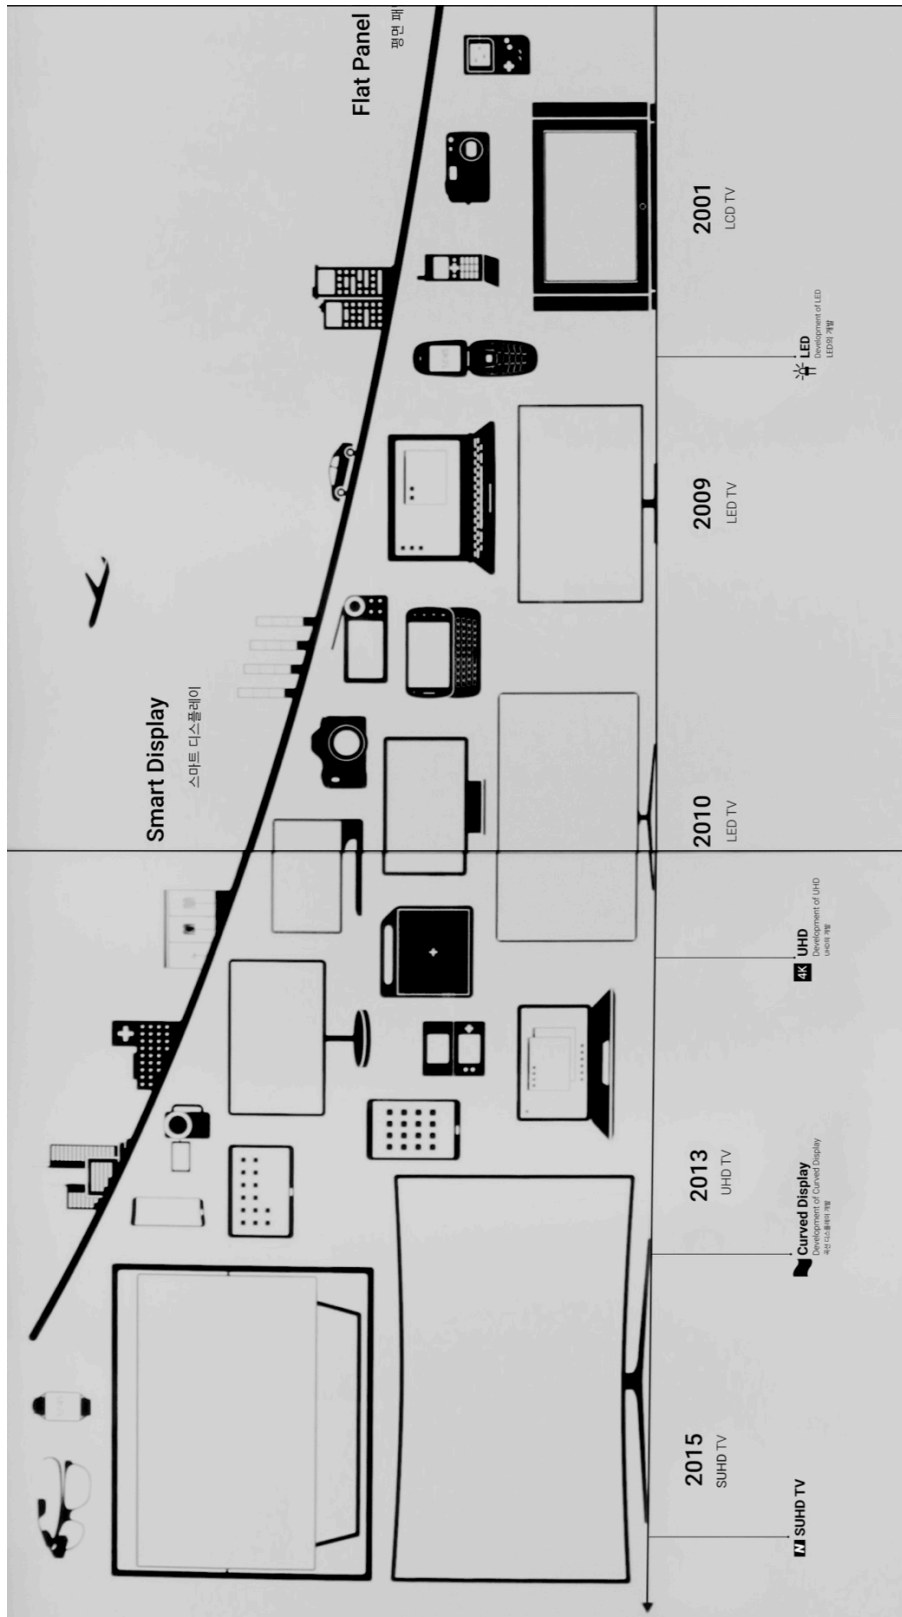 Flat Panel
평면 패
Smart Display
스마트 디스플레이
2001
LCD TV
LED
Development of LED
LED의 개발
2009
LED TV
2010
LED TV
4K UHD
Development of UHD
UHD의 개발
2013
UHD TV
Curved Display
Development of Curved Display
곡선 디스플레이 개발
2015
SUHD TV
N SUHD TV